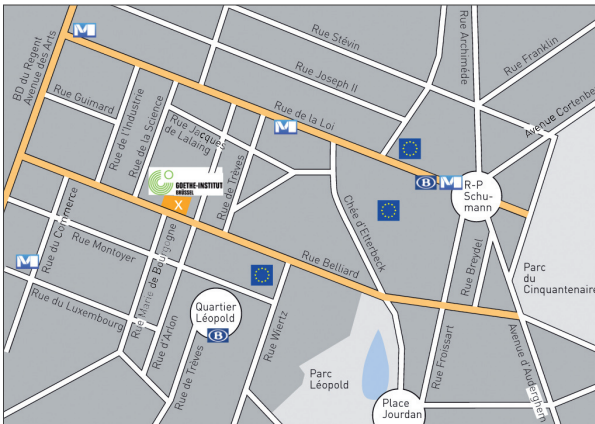 Rue Stévin
Rue Archimède
Rue Franklin
BD du Regent
Avenue des Arts
Rue Joseph II
Avenue Cortenbe
Rue Guimard
Rue de l'Industne
Rue de la Science
Rue Jacques
de Lalaing
Rue de la Loi
M
M
GOETHE-INSTITUT
BRÜSSEL
X
Rue de Trèves
B
M
R-P
Schu-
mann
Chée d'Etterbeck
Rue du Commerce
Rue Montoyer
Rue Marie de Bourgogne
Rue Belliard
Rue Breydel
Parc
du
Cinquantenaire
M
Rue du Luxembourg
Rue d'Arlon
Quartier
Léopold
B
Rue de Trèves
Rue Wiertz
Parc
Léopold
Rue Froissart
Avenue d'Auderghem
Place
Jourdan